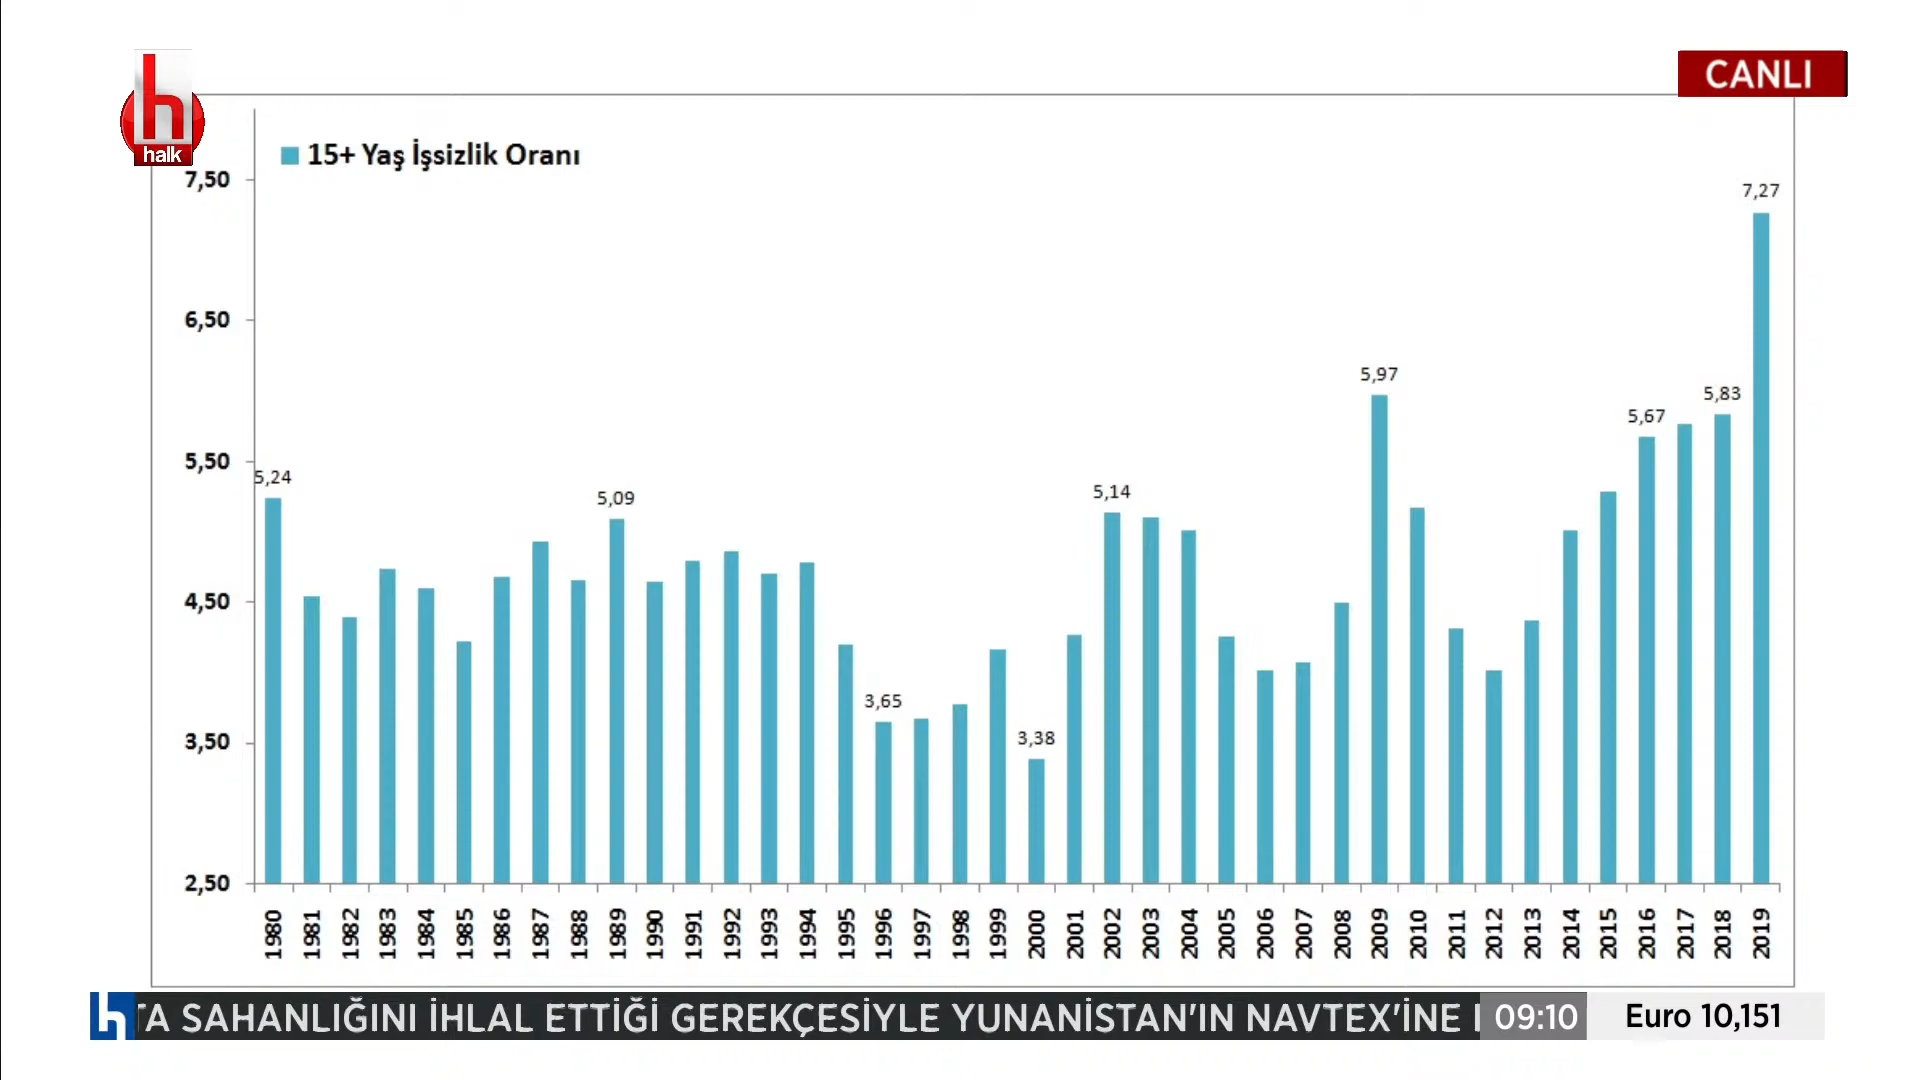 h
halk
CANLI
15+ Yaş İşsizlik Oranı
7,50
6,50
5,50
4,50
3,50
2,50
5,24
5,09
3,65
3,38
5,14
5,97
5,67
5,83
7,27
1980 1981 1982 1983 1984 1985 1986 1987 1988 1989 1990 1991 1992 1993 1994 1995 1996 1997 1998 1999 2000 2001 2002 2003 2004 2005 2006 2007 2008 2009 2010 2011 2012 2013 2014 2015 2016 2017 2018 2019
h TA SAHANLIĞINI İHLAL ETTİĞİ GEREKÇESİYLE YUNANİSTAN'IN NAVTEX'İNE 09:10 Euro 10,151